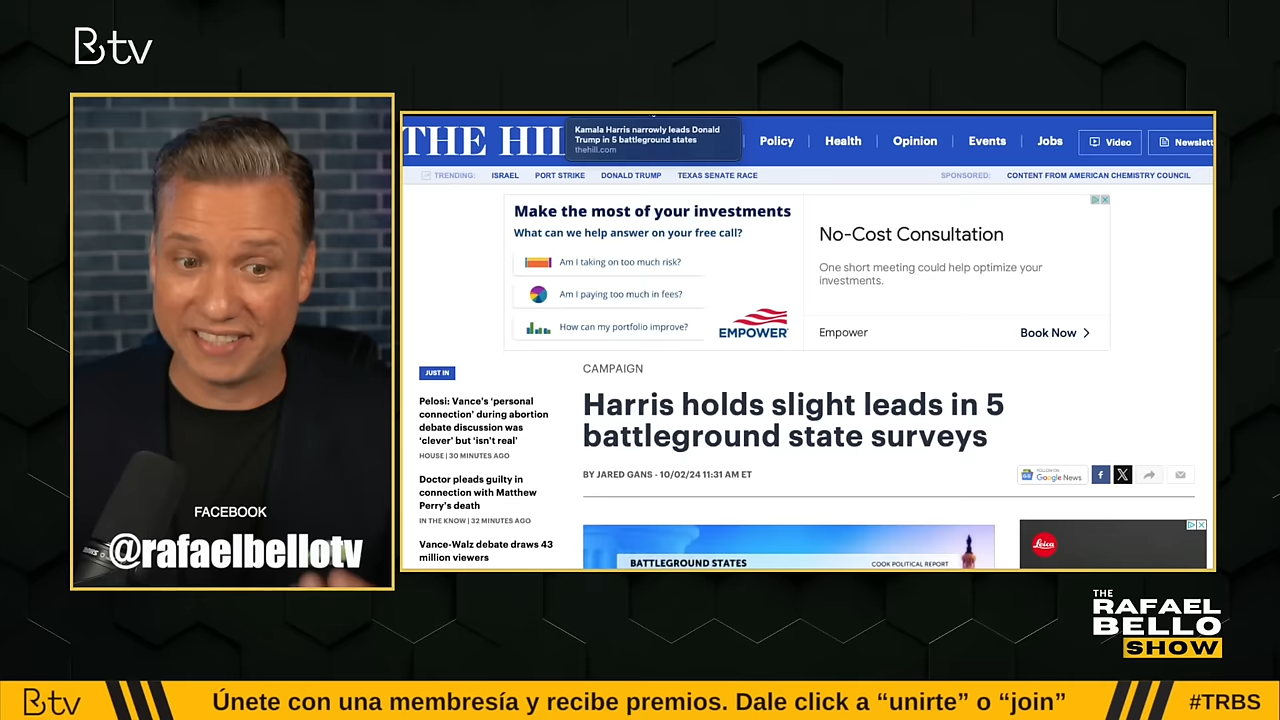 Btv
THE HIL
Kamala Harris narrowly leads Donald
Trump in 5 battleground states
thehill.com
Policy
Health
Opinion
Events
Jobs
Video
Newslett
TRENDING:
ISRAEL
PORT STRIKE
DONALD TRUMP
TEXAS SENATE RACE
SPONSORED:
CONTENT FROM AMERICAN CHEMISTRY COUNCIL
Make the most of your investments
What can we help answer on your free call?
Am I taking on too much risk?
Am I paying too much in fees?
How can my portfolio improve?
EMPOWER
No-Cost Consultation
One short meeting could help optimize your
investments.
Empower
Book Now
JUST IN
Pelosi: Vance's 'personal
connection' during abortion
debate discussion was
'clever' but 'isn't real'
HOUSE | 30 MINUTES AGO
Doctor pleads guilty in
connection with Matthew
Perry's death
IN THE KNOW | 32 MINUTES AGO
Vance-Walz debate draws 43
million viewers
CAMPAIGN
Harris holds slight leads in 5
battleground state surveys
BY JARED GANS - 10/02/24 11:31 AM ET
FOLLOW ON
Google News
BATTLEGROUND STATES
COOK POLITICAL REPORT
Leica
FACEBOOK
@rafaelbellotv
THE
RAFAEL
BELLO
SHOW
Btv
Únete con una membresía y recibe premios. Dale click a “unirte” o “join”
#TRBS